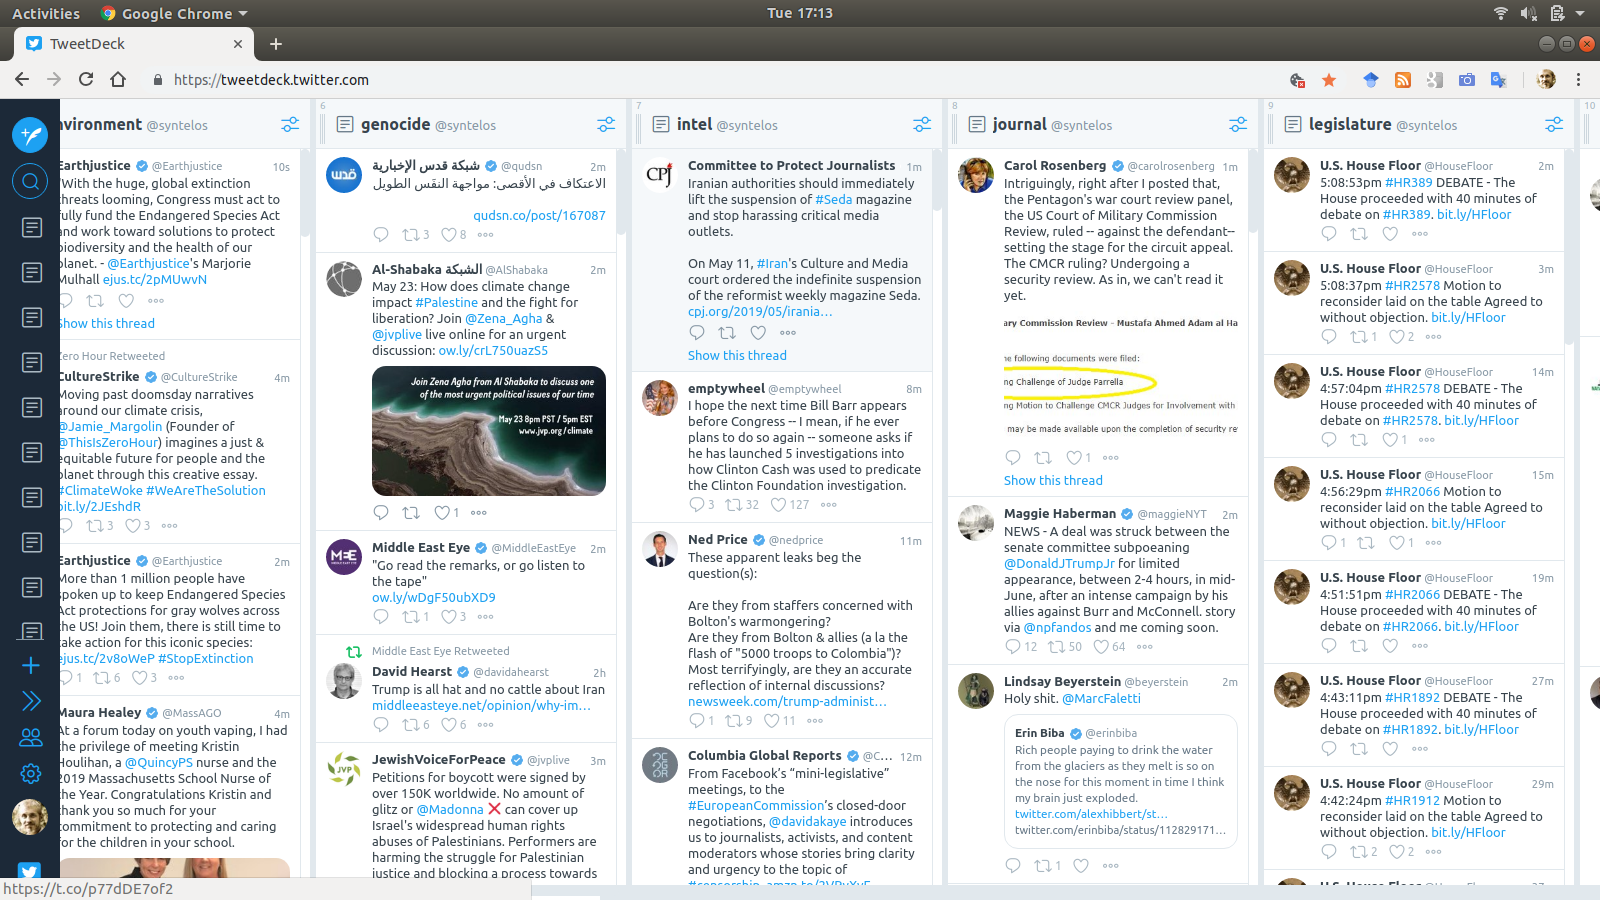 Activities
Google Chrome
Tue 17:13
TweetDeck
https://tweetdeck.twitter.com
nvironment @syntelos
Earthjustice @Earthjustice 10s
"With the huge, global extinction
threats looming, Congress must act to
fully fund the Endangered Species Act
and work toward solutions to protect
biodiversity and the health of our
planet. - @Earthjustice's Marjorie
Mulhall ejus.tc/2pMUwvN
Show this thread
Zero Hour Retweeted
CultureStrike @CultureStrike 4m
Moving past doomsday narratives
around our climate crisis,
@Jamie_Margolin (Founder of
@ThisIsZeroHour) imagines a just &
equitable future for people and the
planet through this creative essay.
#ClimateWoke #WeAreTheSolution
bit.ly/2JEshdR
3 3
Earthjustice @Earthjustice 2m
More than 1 million people have
spoken up to keep Endangered Species
Act protections for gray wolves across
the US! Join them, there is still time to
take action for this iconic species:
ejus.tc/2v8oWeP #StopExtinction
1 6 3
Maura Healey @MassAGO 4m
At a forum today on youth vaping, I had
the privilege of meeting Kristin
Houlihan, a @QuincyPS nurse and the
2019 Massachusetts School Nurse of
the Year. Congratulations Kristin and
thank you so much for your
commitment to protecting and caring
for the children in your school.
https://t.co/p77dDE7of2
6
genocide @syntelos
قدس
شبكة قدس الإخبارية @qudsn 2m
الاعتكاف في الأقصى: مواجهة النقس الطويل
qudsn.co/post/167087
3 8
Al-Shabaka الشبكة @AlShabaka 2m
May 23: How does climate change
impact #Palestine and the fight for
liberation? Join @Zena_Agha &
@jvplive live online for an urgent
discussion: ow.ly/crL750uazS5
Join Zena Agha from Al Shabaka to discuss one
of the most urgent political issues of our time
May 23 8pm PST / 5pm EST
www.jvp.org/climate
1
MEE
Middle East Eye @MiddleEastEye 2m
"Go read the remarks, or go listen to
the tape"
ow.ly/wDgF50ubXD9
1 3
Middle East Eye Retweeted
David Hearst @davidahearst 2h
Trump is all hat and no cattle about Iran
middleeasteye.net/opinion/why-im…
6 6
JVP
JewishVoiceForPeace @jvplive 3m
Petitions for boycott were signed by
over 150K worldwide. No amount of
glitz or @Madonna ❌ can cover up
Israel's widespread human rights
abuses of Palestinians. Performers are
harming the struggle for Palestinian
justice and blocking a process towards
7
intel @syntelos
CPJ
Committee to Protect Journalists 1m
Iranian authorities should immediately
lift the suspension of #Seda magazine
and stop harassing critical media
outlets.
On May 11, #Iran's Culture and Media
court ordered the indefinite suspension
of the reformist weekly magazine Seda.
cpj.org/2019/05/irania…
Show this thread
emptywheel @emptywheel 8m
I hope the next time Bill Barr appears
before Congress -- I mean, if he ever
plans to do so again -- someone asks if
he has launched 5 investigations into
how Clinton Cash was used to predicate
the Clinton Foundation investigation.
3 32 127
Ned Price @nedprice 11m
These apparent leaks beg the
question(s):
Are they from staffers concerned with
Bolton's warmongering?
Are they from Bolton & allies (a la the
flash of "5000 troops to Colombia")?
Most terrifyingly, are they an accurate
reflection of internal discussions?
newsweek.com/trump-administ…
1 9 11
Columbia Global Reports @C… 12m
From Facebook's “mini-legislative”
meetings, to the
#EuropeanCommission's closed-door
negotiations, @davidakaye introduces
us to journalists, activists, and content
moderators whose stories bring clarity
and urgency to the topic of
8
journal @syntelos
Carol Rosenberg @carolrosenberg 1m
Intriguingly, right after I posted that,
the Pentagon's war court review panel,
the US Court of Military Commission
Review, ruled -- against the defendant--
setting the stage for the circuit appeal.
The CMCR ruling? Undergoing a
security review. As in, we can't read it
yet.
ary Commission Review - Mustafa Ahmed Adam al Ha
he following documents were filed:
ng Challenge of Judge Parrella
ng Motion to Challenge CMCR Judges for Involvement with
may be made available upon the completion of security re
1
Show this thread
Maggie Haberman @maggieNYT 2m
NEWS - A deal was struck between the
senate committee subpoeaning
@DonaldJTrumpJr for limited
appearance, between 2-4 hours, in mid-
June, after an intense campaign by his
allies against Burr and McConnell. story
via @npfandos and me coming soon.
12 50 64
Lindsay Beyerstein @beyerstein 2m
Holy shit. @MarcFaletti
Erin Biba @erinbiba
Rich people paying to drink the water
from the glaciers as they melt is so on
the nose for this moment in time I think
my brain just exploded.
twitter.com/alexhibbert/st…
twitter.com/erinbiba/status/112829171…
1
9
legislature @syntelos
U.S. House Floor @HouseFloor 2m
5:08:53pm #HR389 DEBATE - The
House proceeded with 40 minutes of
debate on #HR389. bit.ly/HFloor
U.S. House Floor @HouseFloor 3m
5:08:37pm #HR2578 Motion to
reconsider laid on the table Agreed to
without objection. bit.ly/HFloor
1 2
U.S. House Floor @HouseFloor 14m
4:57:04pm #HR2578 DEBATE - The
House proceeded with 40 minutes of
debate on #HR2578. bit.ly/HFloor
1
U.S. House Floor @HouseFloor 15m
4:56:29pm #HR2066 Motion to
reconsider laid on the table Agreed to
without objection. bit.ly/HFloor
1 1
U.S. House Floor @HouseFloor 19m
4:51:51pm #HR2066 DEBATE - The
House proceeded with 40 minutes of
debate on #HR2066. bit.ly/HFloor
U.S. House Floor @HouseFloor 27m
4:43:11pm #HR1892 DEBATE - The
House proceeded with 40 minutes of
debate on #HR1892. bit.ly/HFloor
U.S. House Floor @HouseFloor 29m
4:42:24pm #HR1912 Motion to
reconsider laid on the table Agreed to
without objection. bit.ly/HFloor
2 2
10